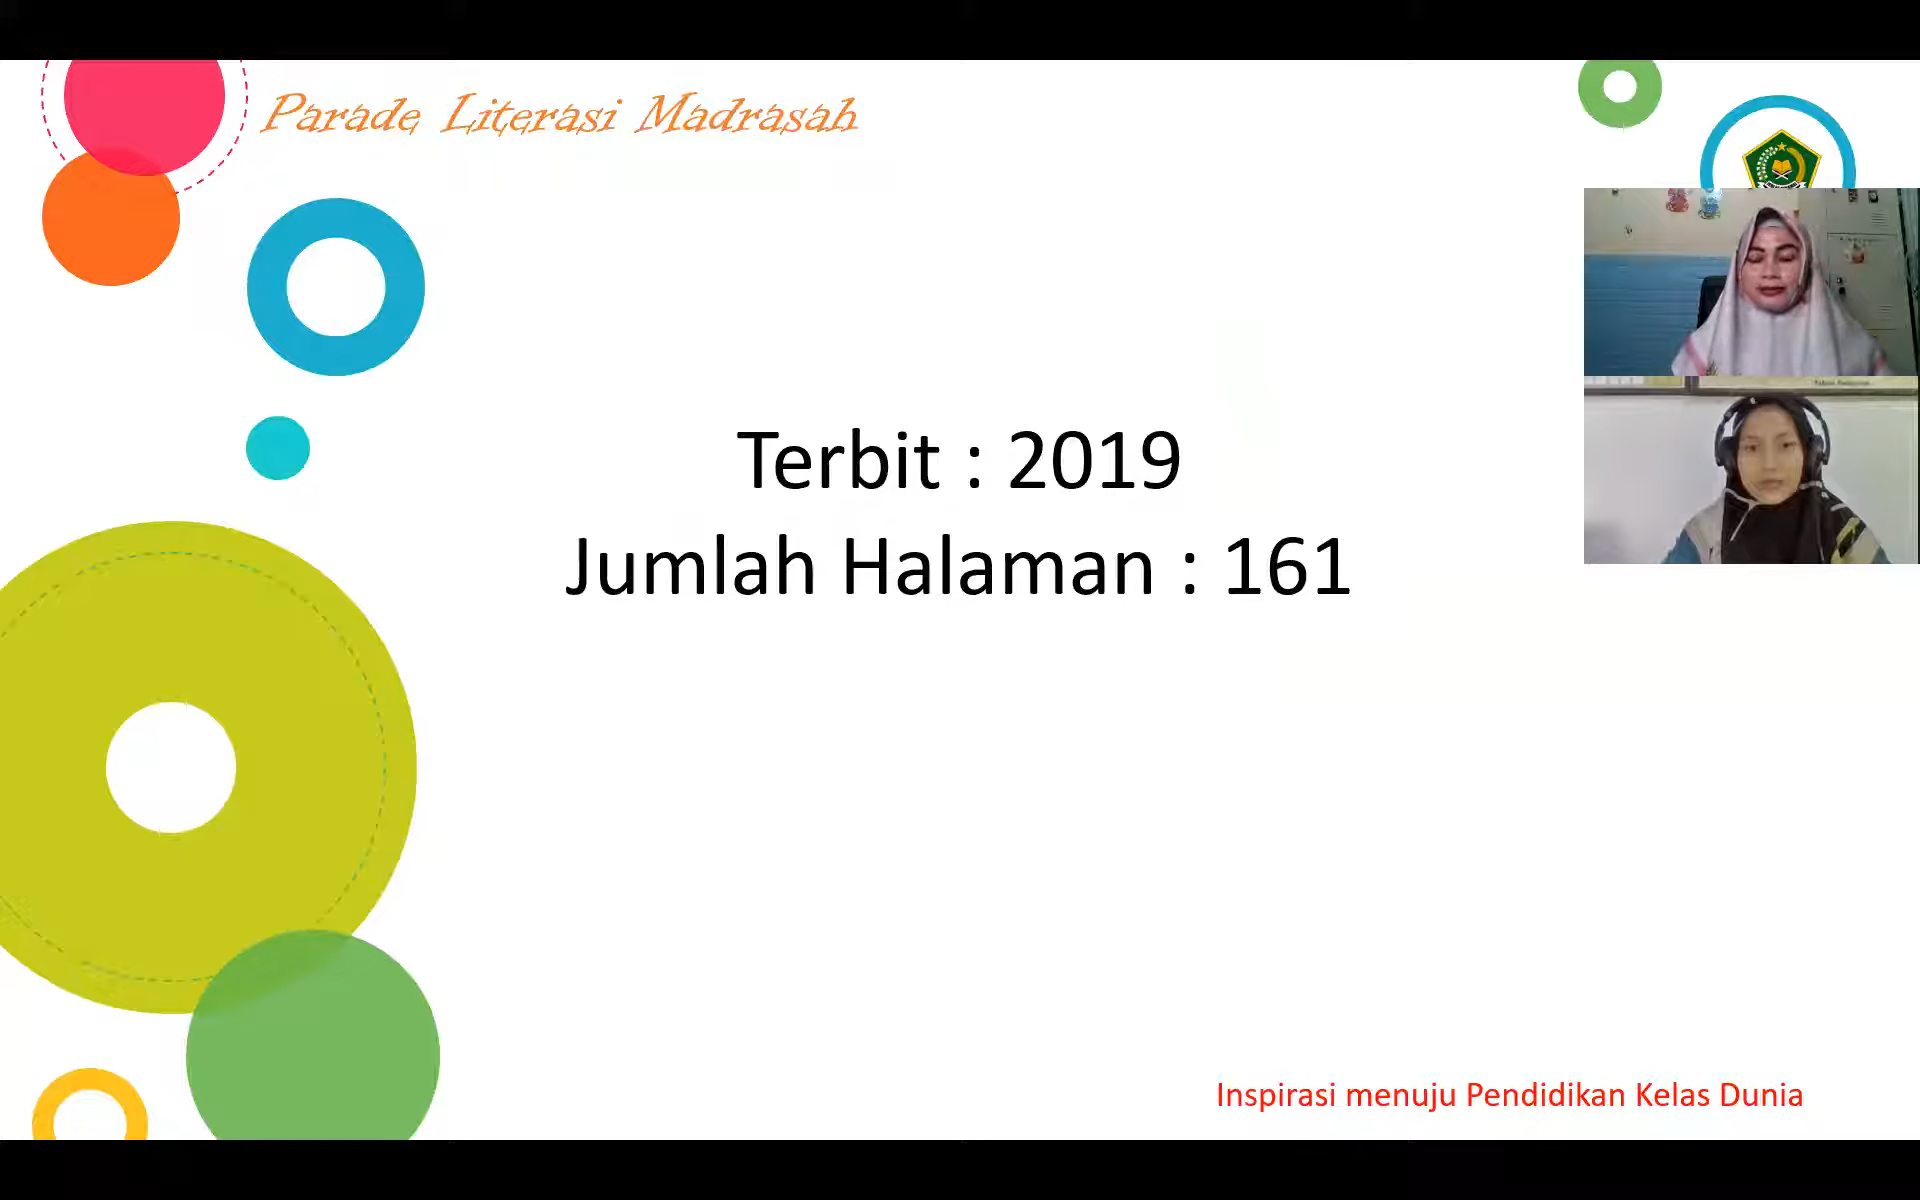 Parade Literasi Madrasah
Terbit : 2019
Jumlah Halaman : 161
Inspirasi menuju Pendidikan Kelas Dunia